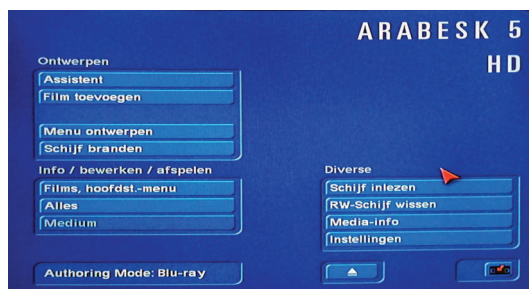 ARABESK 5
HD
Ontwerpen
Assistent
Film toevoegen
Menu ontwerpen
Schijf branden
Info / bewerken / afspelen
Films, hoofdst.-menu
Alles
Medium
Diverse
Schijf inlezen
RW-Schijf wissen
Media-info
Instellingen
Authoring Mode: Blu-ray